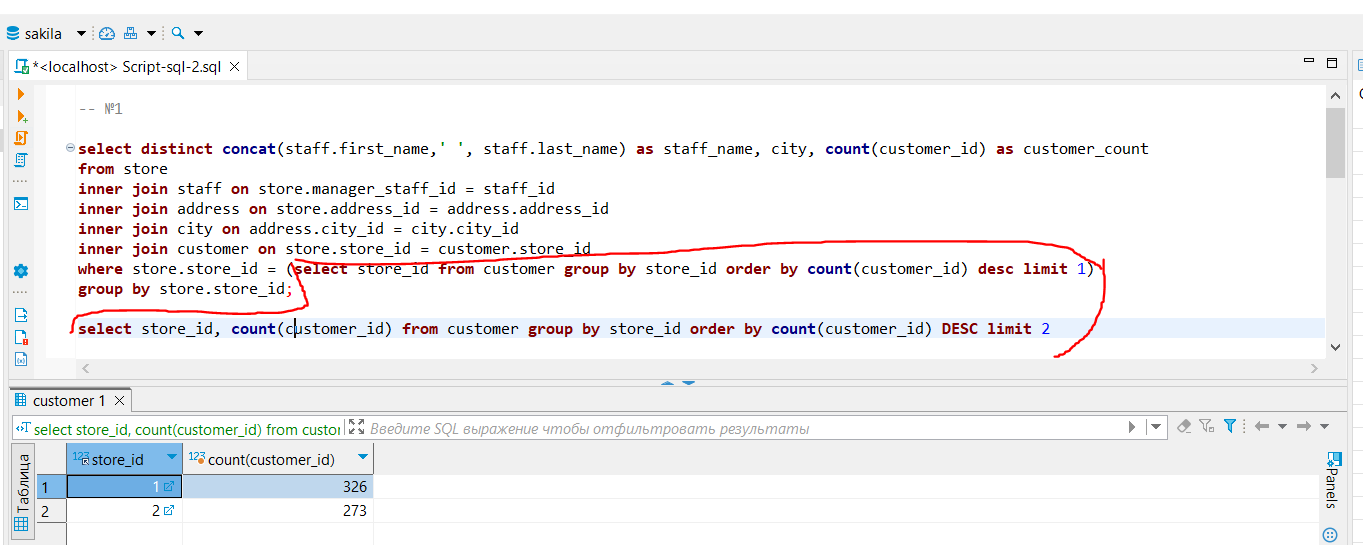 sakila
*<localhost> Script-sql-2.sql
-- №1
select distinct concat(staff.first_name,' ', staff.last_name) as staff_name, city, count(customer_id) as customer_count
from store
inner join staff on store.manager_staff_id = staff_id
inner join address on store.address_id = address.address_id
inner join city on address.city_id = city.city_id
inner join customer on store.store_id = customer.store_id
where store.store_id = (select store_id from customer group by store_id order by count(customer_id) desc limit 1)
group by store.store_id;
select store_id, count(customer_id) from customer group by store_id order by count(customer_id) DESC limit 2
customer 1
select store_id, count(customer_id) from custor
Введите SQL выражение чтобы отфильтровать результаты
Таблица
123 store_id 123 count(customer_id)
1 1 326
2 2 273
Panels